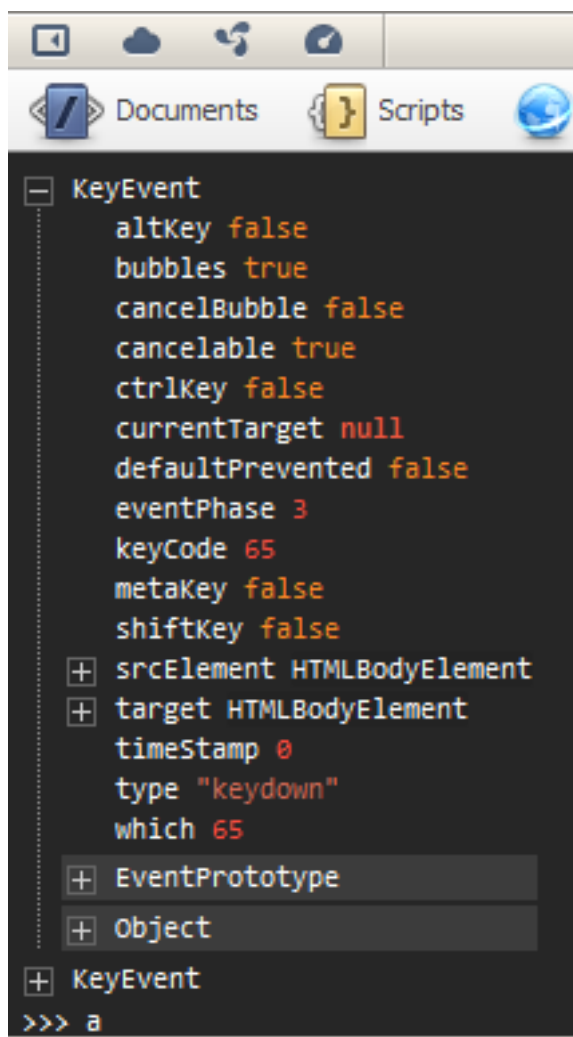 Documents Scripts
KeyEvent
altKey false
bubbles true
cancelBubble false
cancelable true
ctrlKey false
currentTarget null
defaultPrevented false
eventPhase 3
keyCode 65
metaKey false
shiftKey false
srcElement HTMLBodyElement
target HTMLBodyElement
timeStamp 0
type "keydown"
which 65
EventPrototype
Object
KeyEvent
>>> a